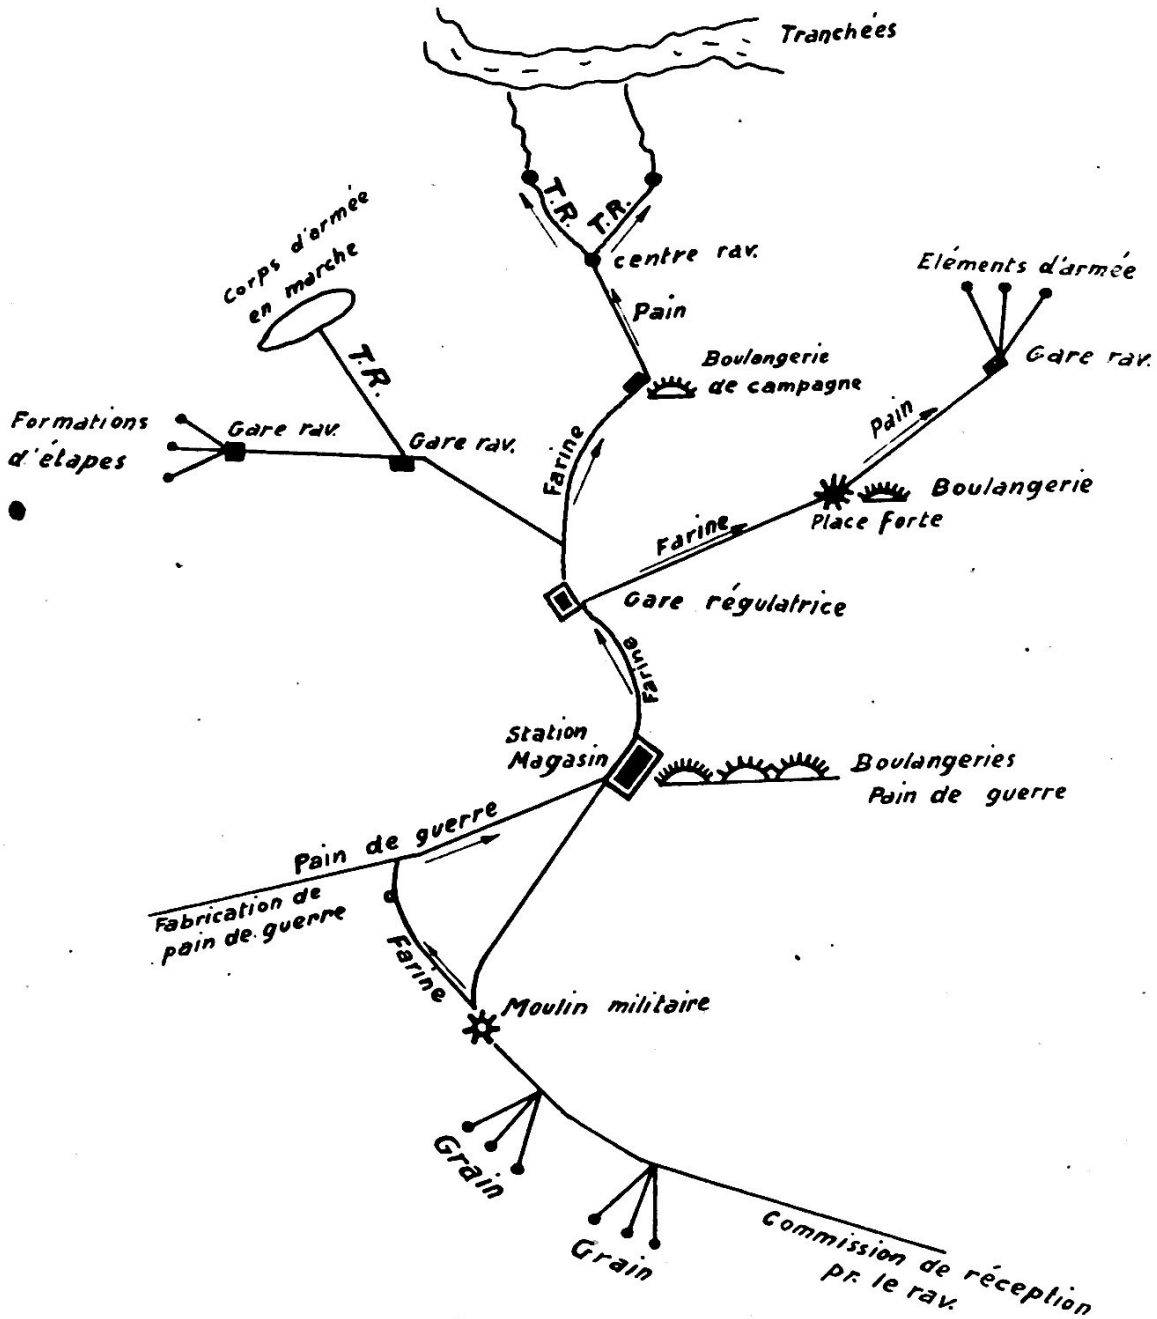 Tranchées
T.R.
T.R.
centre rav.
Pain
Corps d'armée
en marche
T.R.
Eléments d'armée
Gare rav.
Boulangerie
de campagne
Formations
d'étapes
Gare rav.
Gare rav.
Farine
Pain
Boulangerie
Place forte
Farine
Gare régulatrice
Farine
Station
Magasin
Boulangeries
Pain de guerre
Pain de guerre
Fabrication de
pain de guerre
Farine
Moulin militaire
Grain
Grain
Commission de réception
pr. le rav.